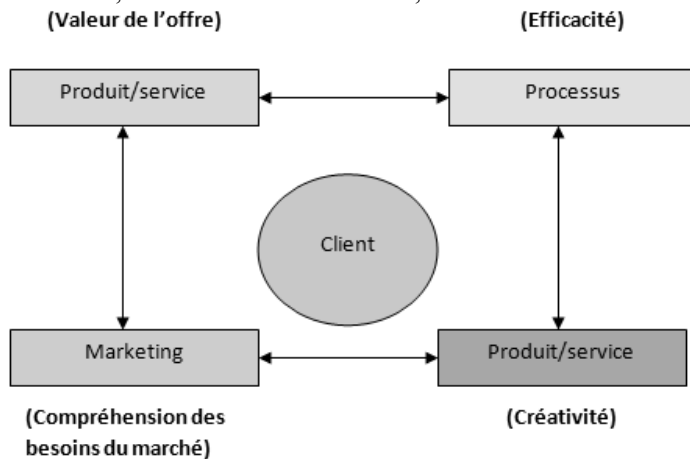 (Valeur de l’offre)
(Efficacité)
Produit/service
Processus
Client
Marketing
Produit/service
(Compréhension des
besoins du marché)
(Créativité)